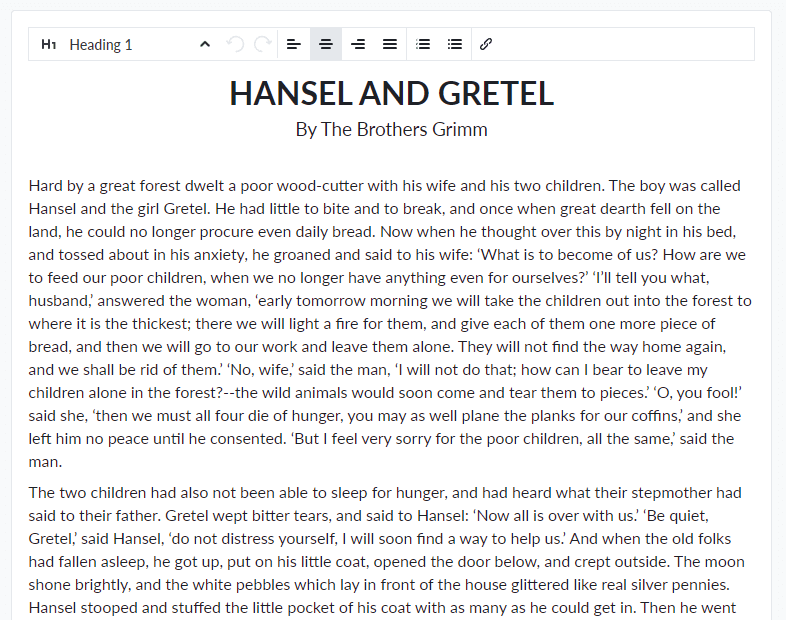 H1 Heading 1
HANSEL AND GRETEL
By The Brothers Grimm
Hard by a great forest dwelt a poor wood-cutter with his wife and his two children. The boy was called
Hansel and the girl Gretel. He had little to bite and to break, and once when great dearth fell on the
land, he could no longer procure even daily bread. Now when he thought over this by night in his bed,
and tossed about in his anxiety, he groaned and said to his wife: ‘What is to become of us? How are we
to feed our poor children, when we no longer have anything even for ourselves?’ ‘I’ll tell you what,
husband,’ answered the woman, ‘early tomorrow morning we will take the children out into the forest to
where it is the thickest; there we will light a fire for them, and give each of them one more piece of
bread, and then we will go to our work and leave them alone. They will not find the way home again,
and we shall be rid of them.’ ‘No, wife,’ said the man, ‘I will not do that; how can I bear to leave my
children alone in the forest?--the wild animals would soon come and tear them to pieces.’ ‘O, you fool!’
said she, ‘then we must all four die of hunger, you may as well plane the planks for our coffins,’ and she
left him no peace until he consented. ‘But I feel very sorry for the poor children, all the same,’ said the
man.
The two children had also not been able to sleep for hunger, and had heard what their stepmother had
said to their father. Gretel wept bitter tears, and said to Hansel: ‘Now all is over with us.’ ‘Be quiet,
Gretel,’ said Hansel, ‘do not distress yourself, I will soon find a way to help us.’ And when the old folks
had fallen asleep, he got up, put on his little coat, opened the door below, and crept outside. The moon
shone brightly, and the white pebbles which lay in front of the house glittered like real silver pennies.
Hansel stooped and stuffed the little pocket of his coat with as many as he could get in. Then he went